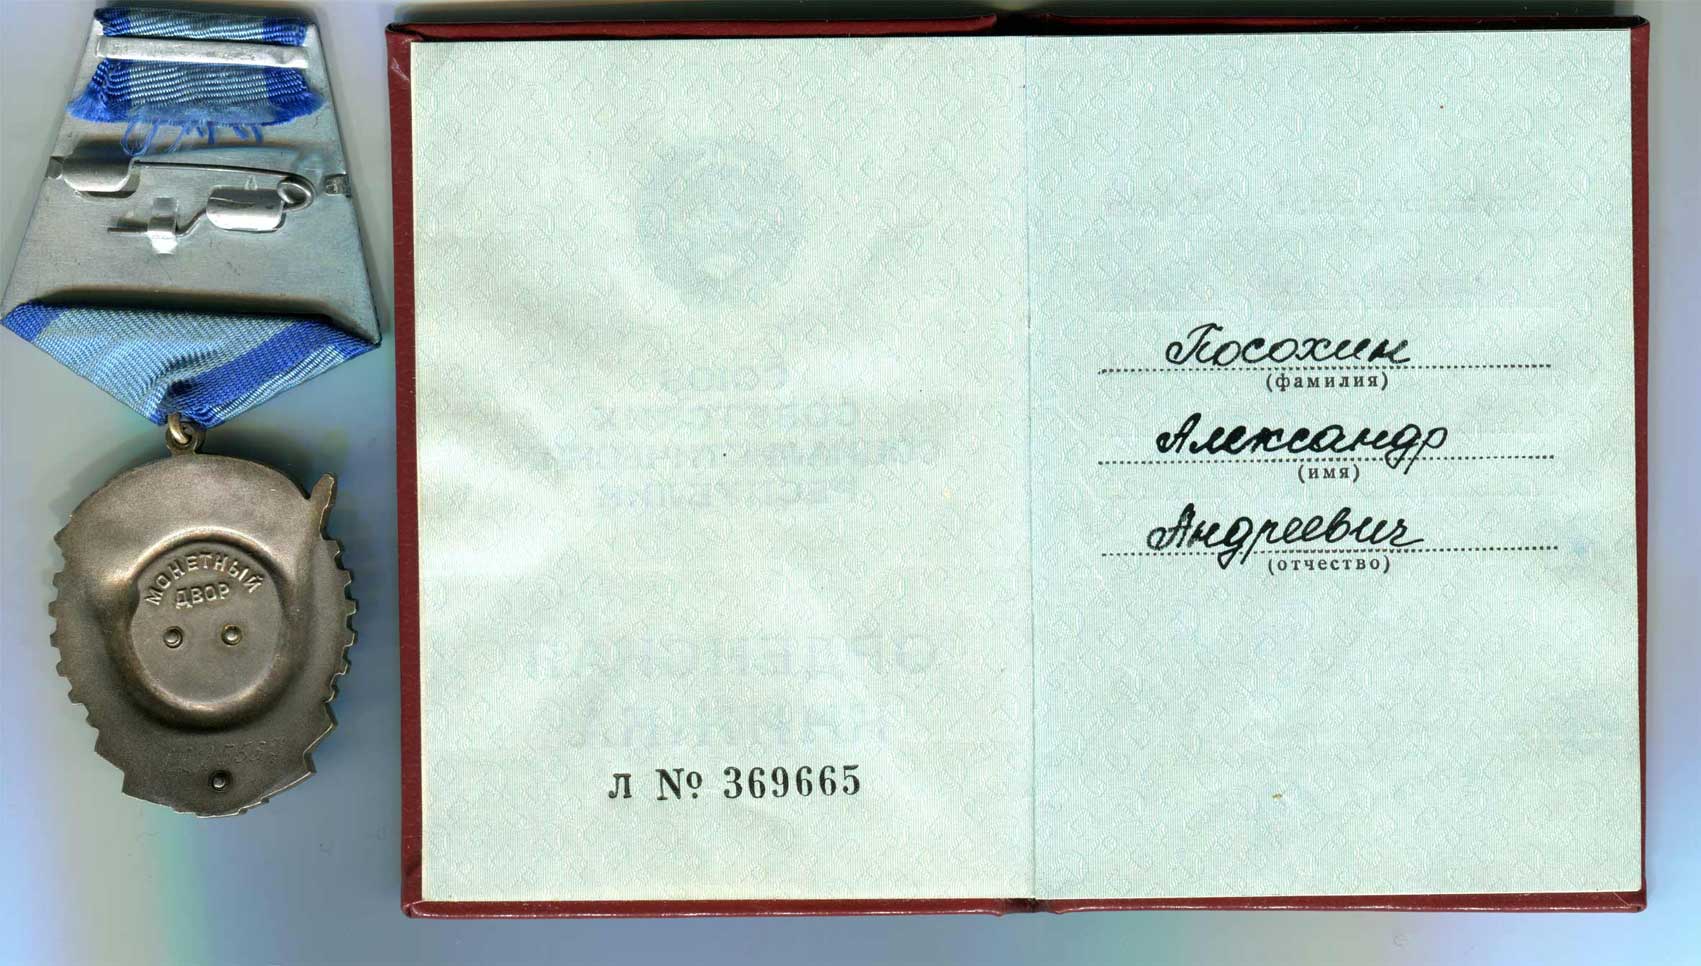 МОНЕТНЫЙ
ДВОР
л № 369665
Посохин
(фамилия)
Александр
(имя)
Андреевич
(отчество)